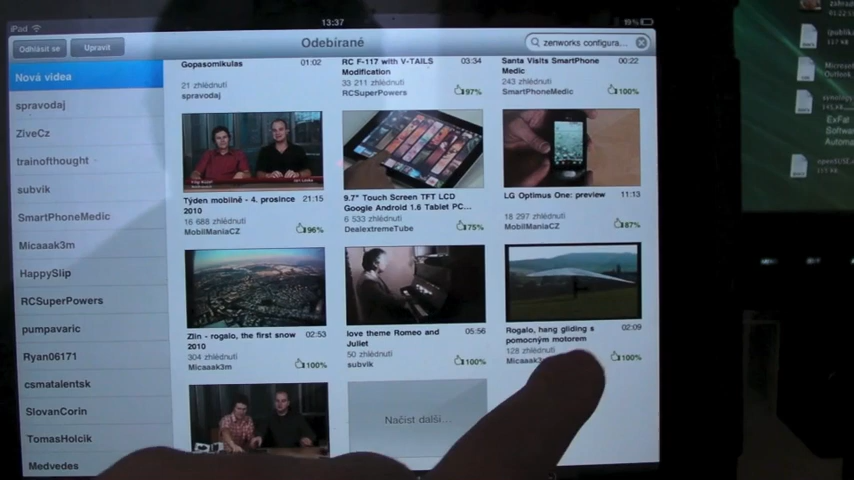 iPad
13:37
19%
Odhlásit se
Upravit
Odebírané
zenworks configura...
Nová videa
spravodaj
ZiveCz
trainofthought
subvik
SmartPhoneMedic
Micaaak3m
HappySlip
RCSuperPowers
pumpavaric
Ryan06171
csmatalentsk
SlovanCorin
TomasHolcik
Medvedes
Gopasomikulas 01:02
21 zhlédnutí
spravodaj
RC F-117 with V-TAILS 03:34
Modification
33 211 zhlédnutí
RCSuperPowers 97%
Santa Visits SmartPhone 00:22
Medic
243 zhlédnutí
SmartPhoneMedic 100%
Týden mobilně - 4. prosince 21:15
2010
16 688 zhlédnutí
MobilManiaCZ 96%
9.7" Touch Screen TFT LCD
Google Android 1.6 Tablet PC...
6 533 zhlédnutí
DealextremeTube 75%
LG Optimus One: preview 11:13
18 297 zhlédnutí
MobilManiaCZ 87%
Zlín - rogalo, the first snow 02:53
2010
304 zhlédnutí
Micaaak3m 100%
love theme Romeo and 05:56
Juliet
50 zhlédnutí
subvik 100%
Rogalo, hang gliding s 02:09
pomocným motorem
128 zhlédnutí
Micaaak3m 100%
Načíst další...
Microsoft
Outlook
ExFat
Software
Automa